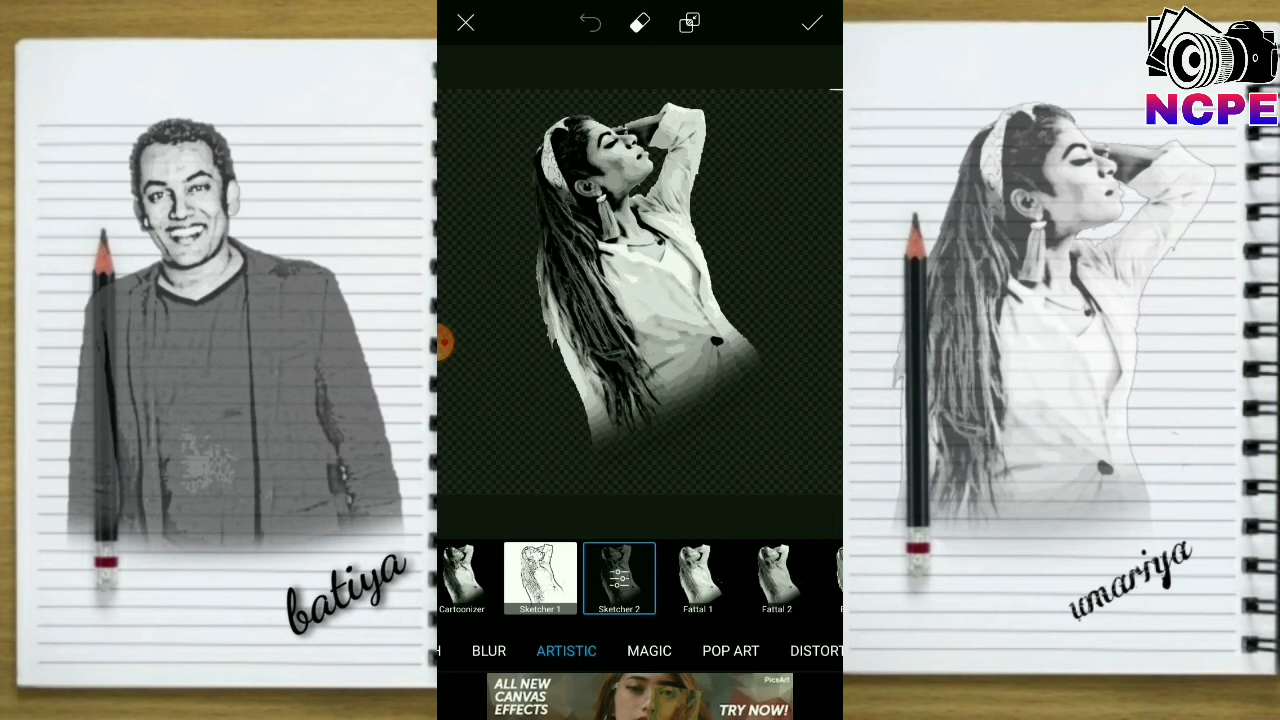 NCPE
Cartoonizer
Sketcher 1
Sketcher 2
Fattal 1
Fattal 2
BLUR
ARTISTIC
MAGIC
POP ART
DISTORT
ALL NEW
CANVAS
EFFECTS
PicsArt
TRY NOW!
batiya
umariya